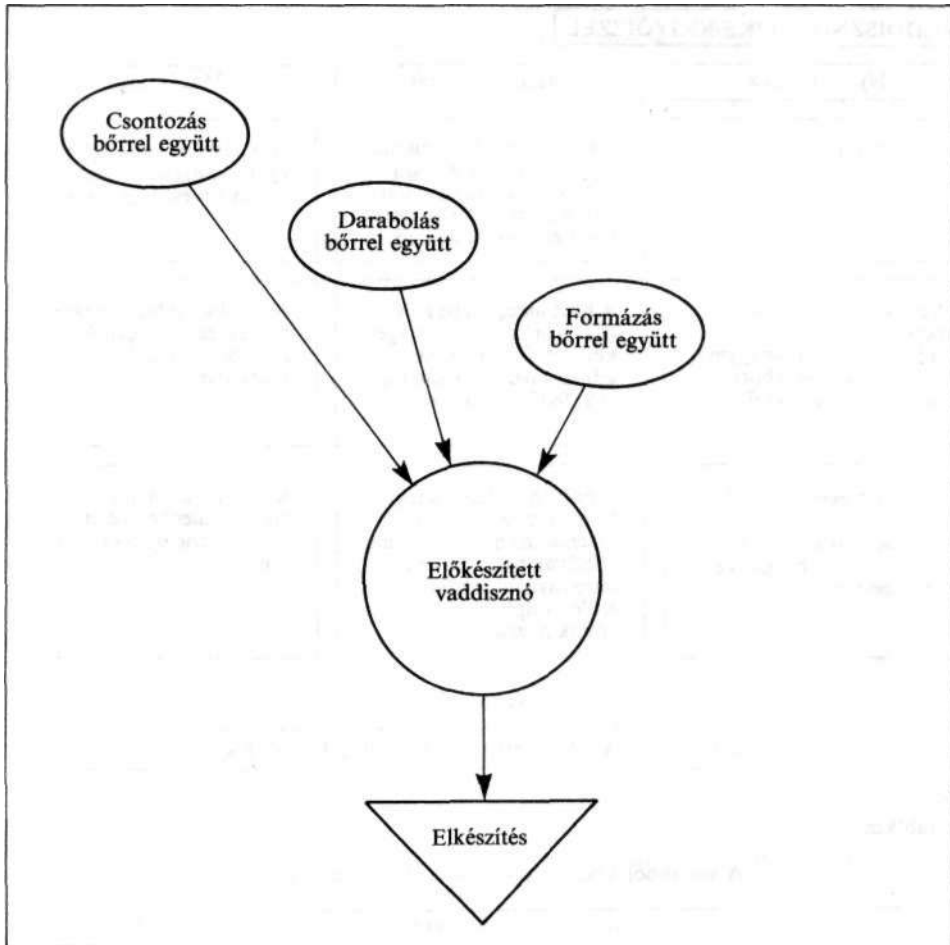 Csontozás
bőrrel együtt
Darabolás
bőrrel együtt
Formázás
bőrrel együtt
Előkészített
vaddisznó
Elkészítés